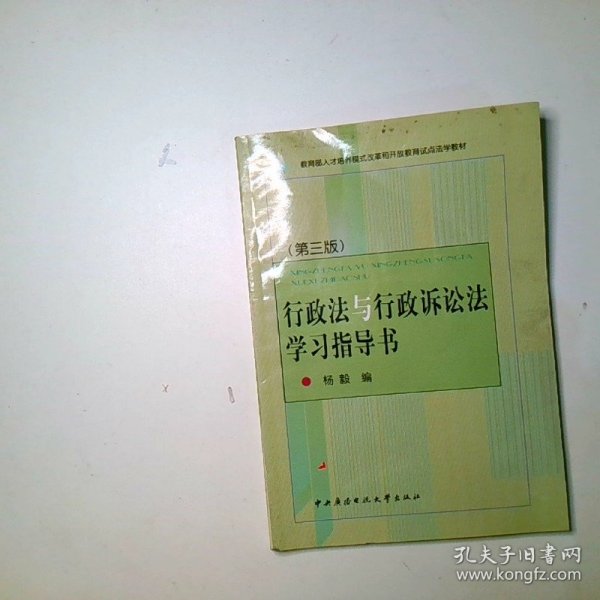 教育部人才培养模式改革和开放教育试点法学教材
（第三版）
XINGZHENGFA YU XINGZHENG SUSONGFA
XUEXI ZHIDAOSHU
行政法与行政诉讼法
学习指导书
杨毅 编
中央广播电视大学出版社
孔夫子旧书网
www.kongfz.com